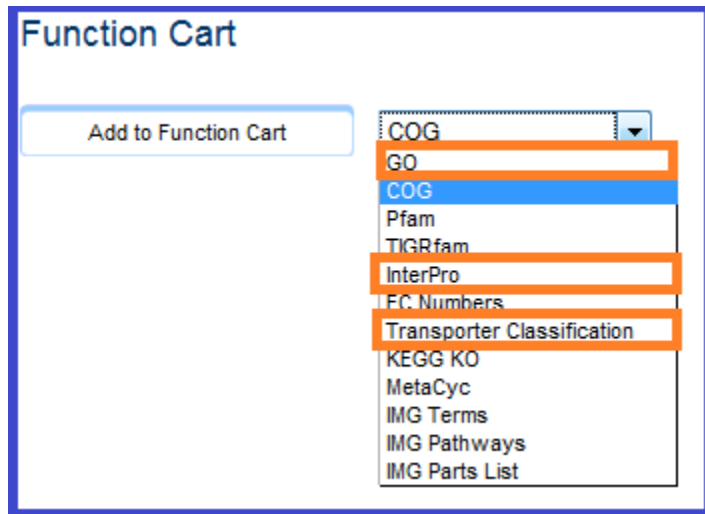 Function Cart
Add to Function Cart
COG
GO
COG
Pfam
TIGRfam
InterPro
EC Numbers
Transporter Classification
KEGG KO
MetaCyc
IMG Terms
IMG Pathways
IMG Parts List